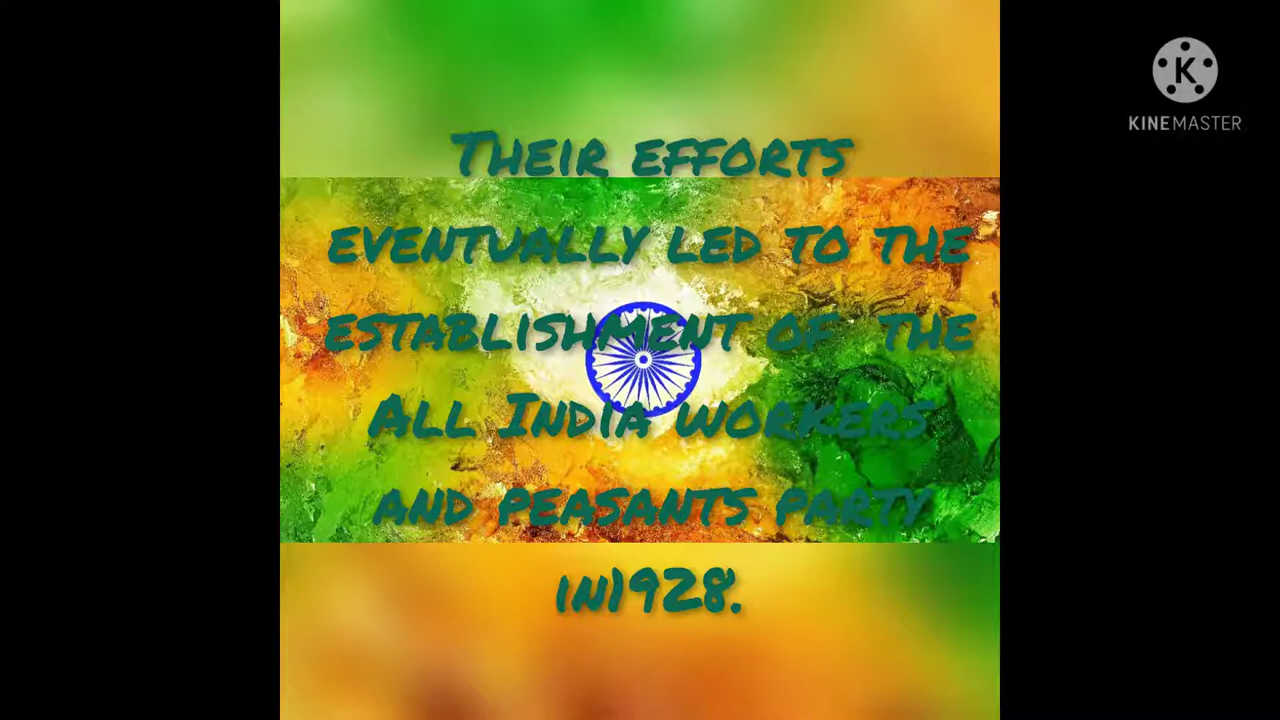 Their efforts
eventually led to the
establishment of the
All India workers
and peasants party
in1928.
K
KINEMASTER